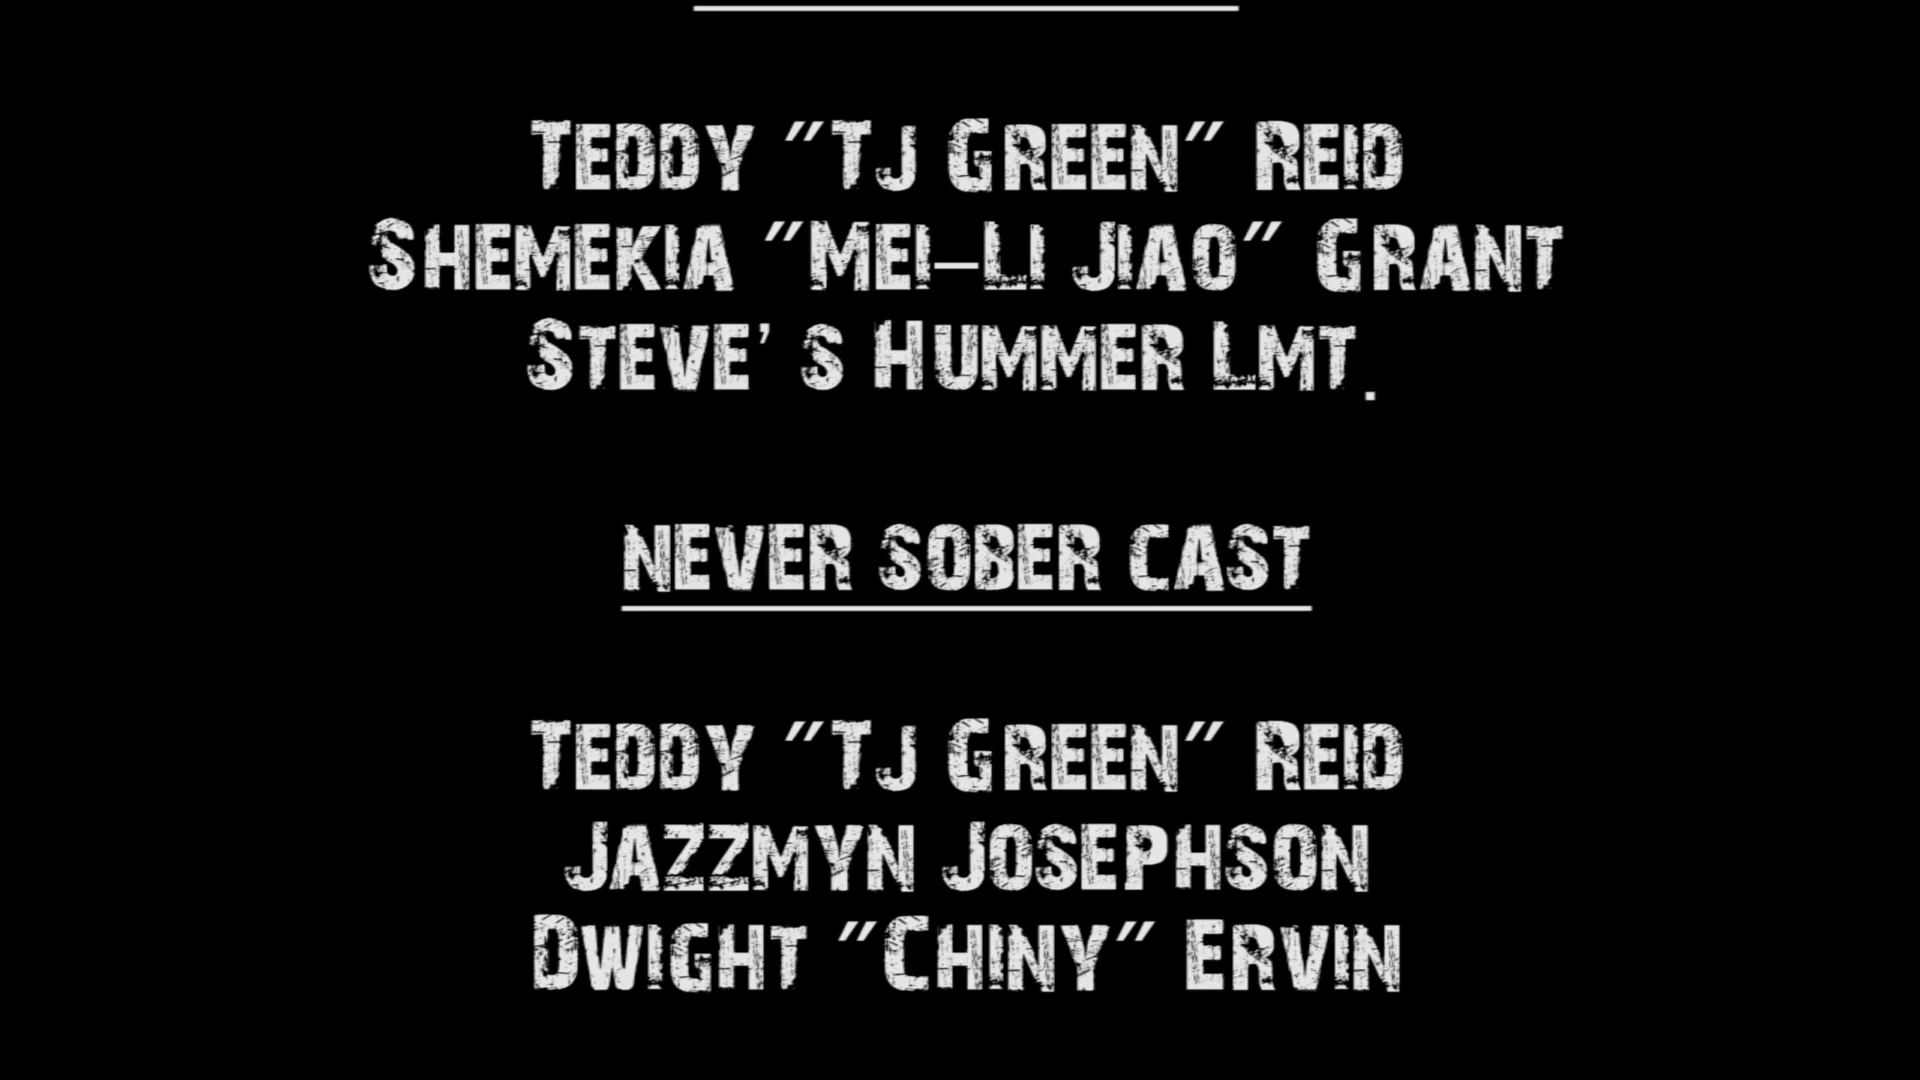 Teddy "Tj Green" Reid
Shemekia "Mei-Li Jiao" Grant
Steve's Hummer Lmt.
never sober cast
Teddy "Tj Green" Reid
Jazzmyn Josephson
Dwight "Chiny" Ervin